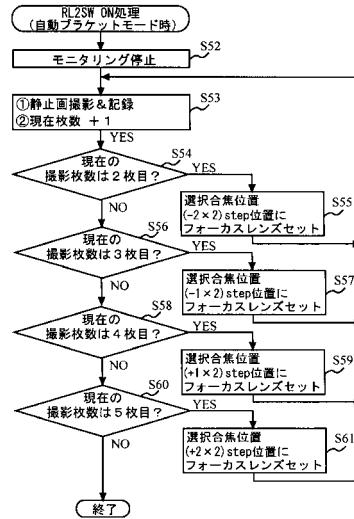 RL2SW ON処理
(自動ブラケットモード時)
S52
モニタリング停止
S53
①静止画撮影&記録
②現在枚数 +1
YES
S54
現在の
撮影枚数は2枚目?
YES
S55
選択合焦位置
(-2×2)step位置に
フォーカスレンズセット
NO
S56
現在の
撮影枚数は3枚目?
YES
S57
選択合焦位置
(-1×2)step位置に
フォーカスレンズセット
NO
S58
現在の
撮影枚数は4枚目?
YES
S59
選択合焦位置
(+1×2)step位置に
フォーカスレンズセット
NO
S60
現在の
撮影枚数は5枚目?
YES
S61
選択合焦位置
(+2×2)step位置に
フォーカスレンズセット
NO
終了